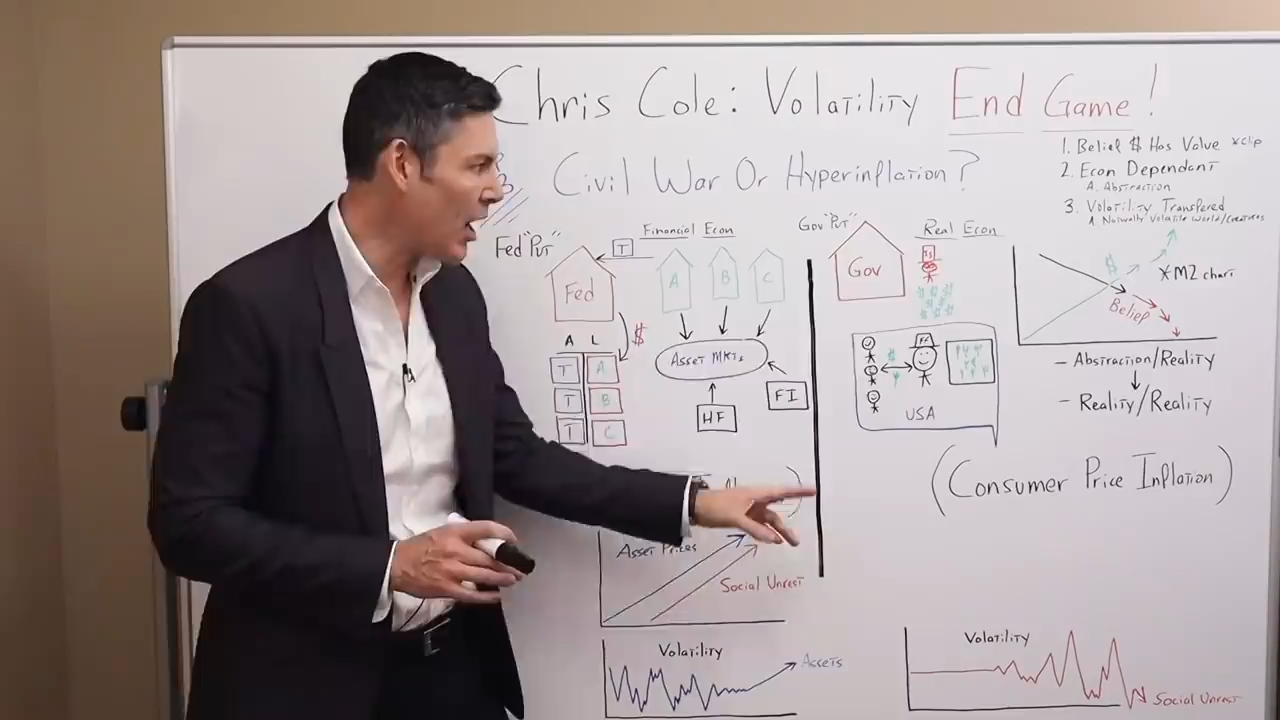 Chris Cole: Volatility End Game!
Civil War Or Hyperinflation?
1. Belief $ Has Value *clip
2. Econ Dependent
A. Abstraction
3. Volatility Transfered
Fed "Put"
Financial Econ
T
Fed
A B C
$
A L
T A
T B
T C
Asset Mkts
HF
FI
Gov "Put"
Gov
Real Econ
$
USA
$
*M2 chart
Belief
- Abstraction/Reality
- Reality/Reality
(Consumer Price Inflation)
Asset Prices
Social Unrest
Volatility
Assets
Volatility
Social Unrest